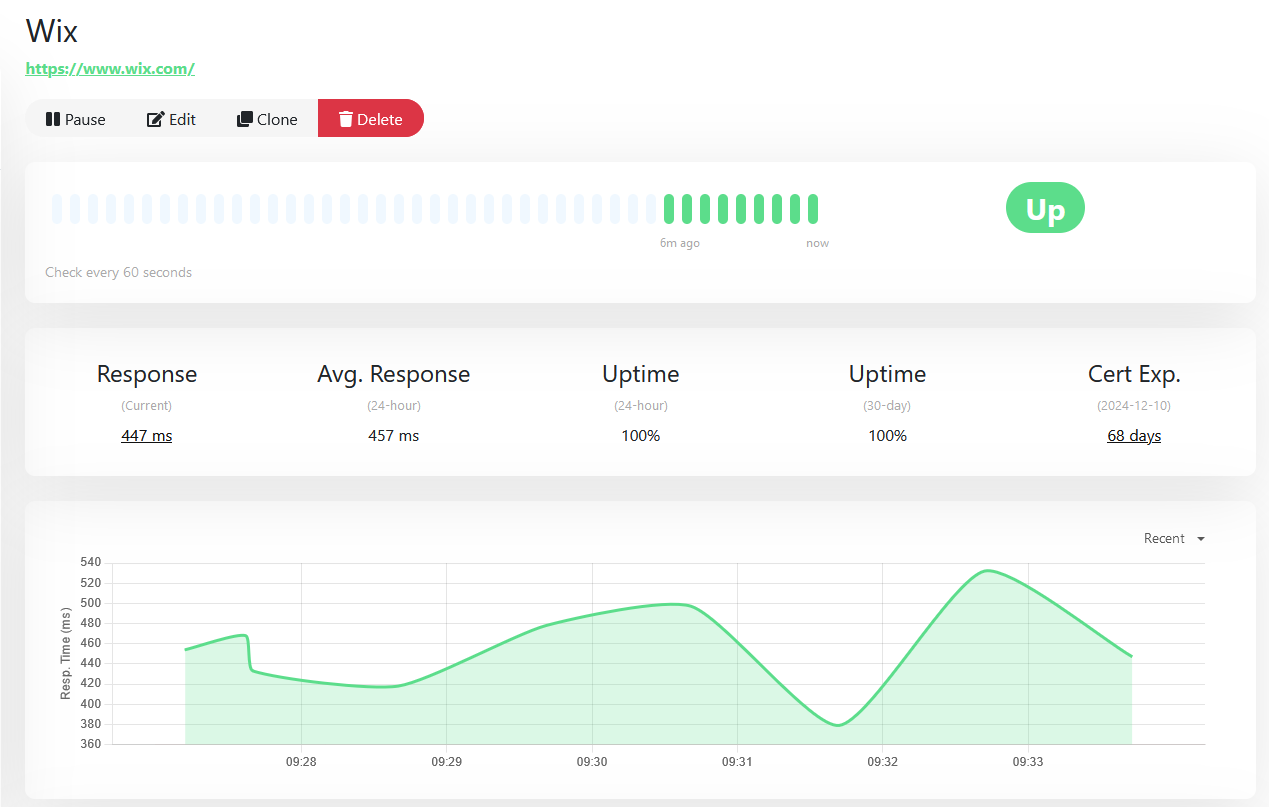 Wix
https://www.wix.com/
Pause Edit Clone Delete
Up
6m ago now
Check every 60 seconds
Response Avg. Response Uptime Uptime Cert Exp.
(Current) (24-hour) (24-hour) (30-day) (2024-12-10)
447 ms 457 ms 100% 100% 68 days
Recent
Resp. Time (ms)
540
520
500
480
460
440
420
400
380
360
09:28 09:29 09:30 09:31 09:32 09:33